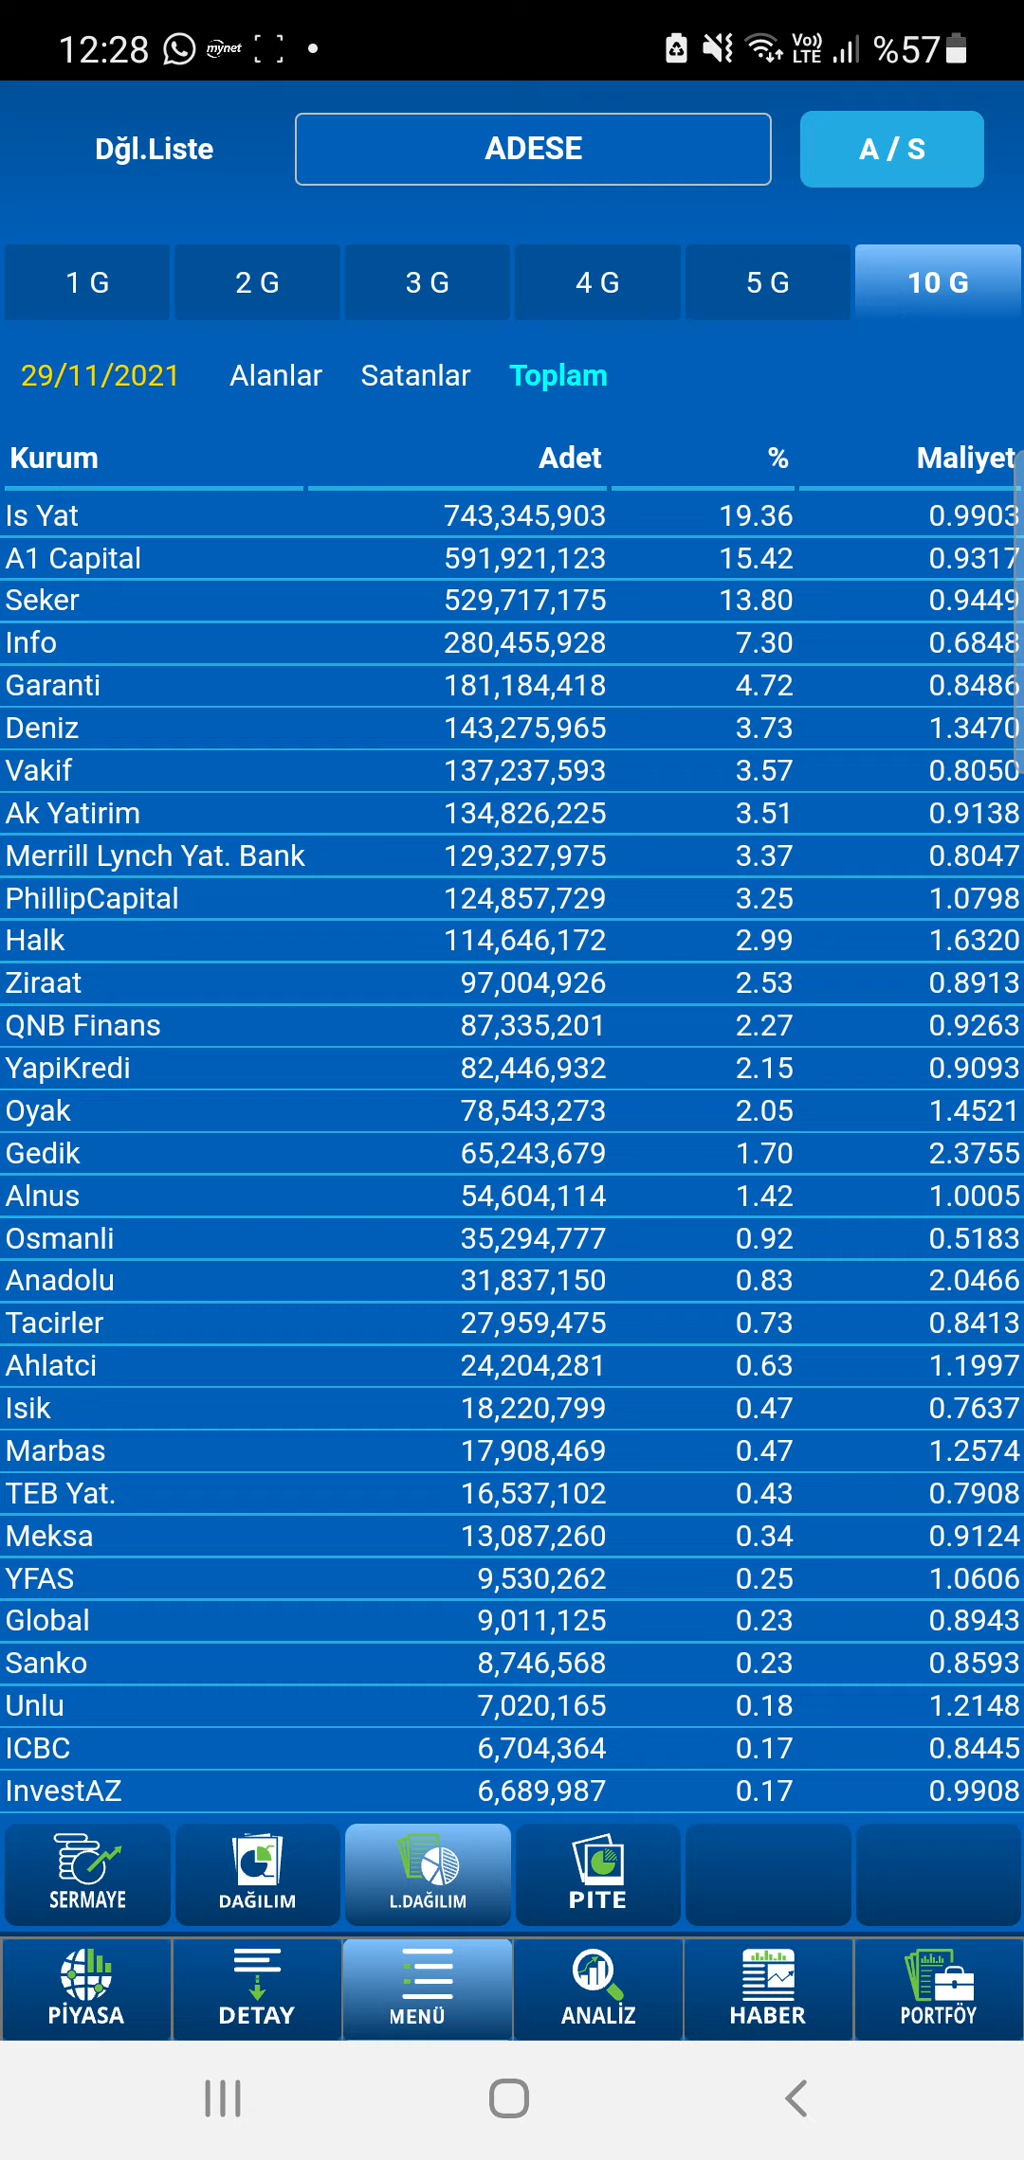 12:28 mynet Vo)) LTE %57
Dğl.Liste ADESE A / S
1 G 2 G 3 G 4 G 5 G 10 G
29/11/2021 Alanlar Satanlar Toplam
Kurum Adet % Maliyet
Is Yat 743,345,903 19.36 0.9903
A1 Capital 591,921,123 15.42 0.9317
Seker 529,717,175 13.80 0.9449
Info 280,455,928 7.30 0.6848
Garanti 181,184,418 4.72 0.8486
Deniz 143,275,965 3.73 1.3470
Vakif 137,237,593 3.57 0.8050
Ak Yatirim 134,826,225 3.51 0.9138
Merrill Lynch Yat. Bank 129,327,975 3.37 0.8047
PhillipCapital 124,857,729 3.25 1.0798
Halk 114,646,172 2.99 1.6320
Ziraat 97,004,926 2.53 0.8913
QNB Finans 87,335,201 2.27 0.9263
YapiKredi 82,446,932 2.15 0.9093
Oyak 78,543,273 2.05 1.4521
Gedik 65,243,679 1.70 2.3755
Alnus 54,604,114 1.42 1.0005
Osmanli 35,294,777 0.92 0.5183
Anadolu 31,837,150 0.83 2.0466
Tacirler 27,959,475 0.73 0.8413
Ahlatci 24,204,281 0.63 1.1997
Isik 18,220,799 0.47 0.7637
Marbas 17,908,469 0.47 1.2574
TEB Yat. 16,537,102 0.43 0.7908
Meksa 13,087,260 0.34 0.9124
YFAS 9,530,262 0.25 1.0606
Global 9,011,125 0.23 0.8943
Sanko 8,746,568 0.23 0.8593
Unlu 7,020,165 0.18 1.2148
ICBC 6,704,364 0.17 0.8445
InvestAZ 6,689,987 0.17 0.9908
SERMAYE DAĞILIM L.DAĞILIM PITE
PİYASA DETAY MENÜ ANALİZ HABER PORTFÖY